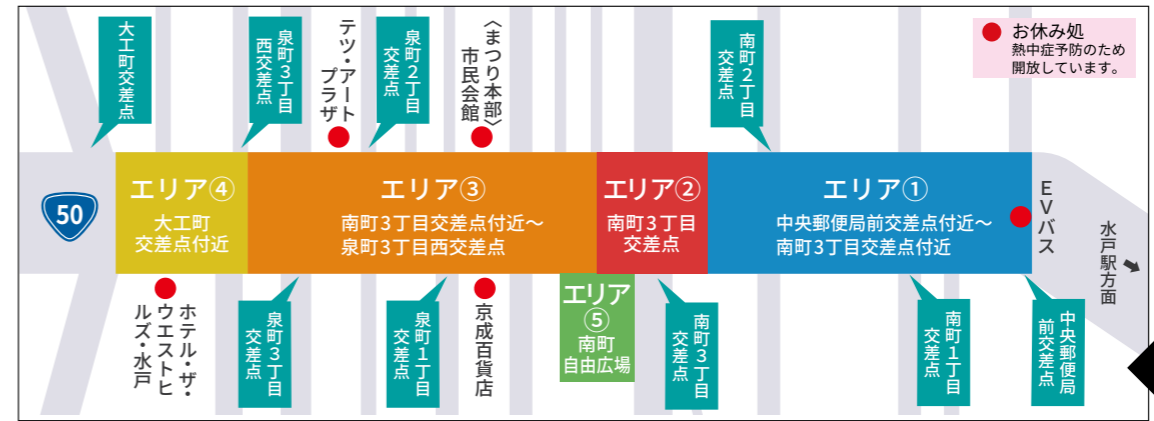 大工町交差点
泉町3丁目
西交差点
テツ・アート
プラザ
泉町2丁目
交差点
〈まつり本部〉
市民会館
南町2丁目
交差点
お休み処
熱中症予防のため
開放しています。
50
エリア④
大工町
交差点付近
エリア③
南町3丁目交差点付近～
泉町3丁目西交差点
エリア②
南町3丁目
交差点
エリア①
中央郵便局前交差点付近～
南町3丁目交差点付近
EVバス
水戸駅方面
ホテル・ザ・
ウエストヒ
ルズ・水戸
泉町3丁目
交差点
泉町1丁目
交差点
京成百貨店
エリア
⑤
南町
自由広場
南町3丁目
交差点
南町1丁目
交差点
中央郵便局
前交差点